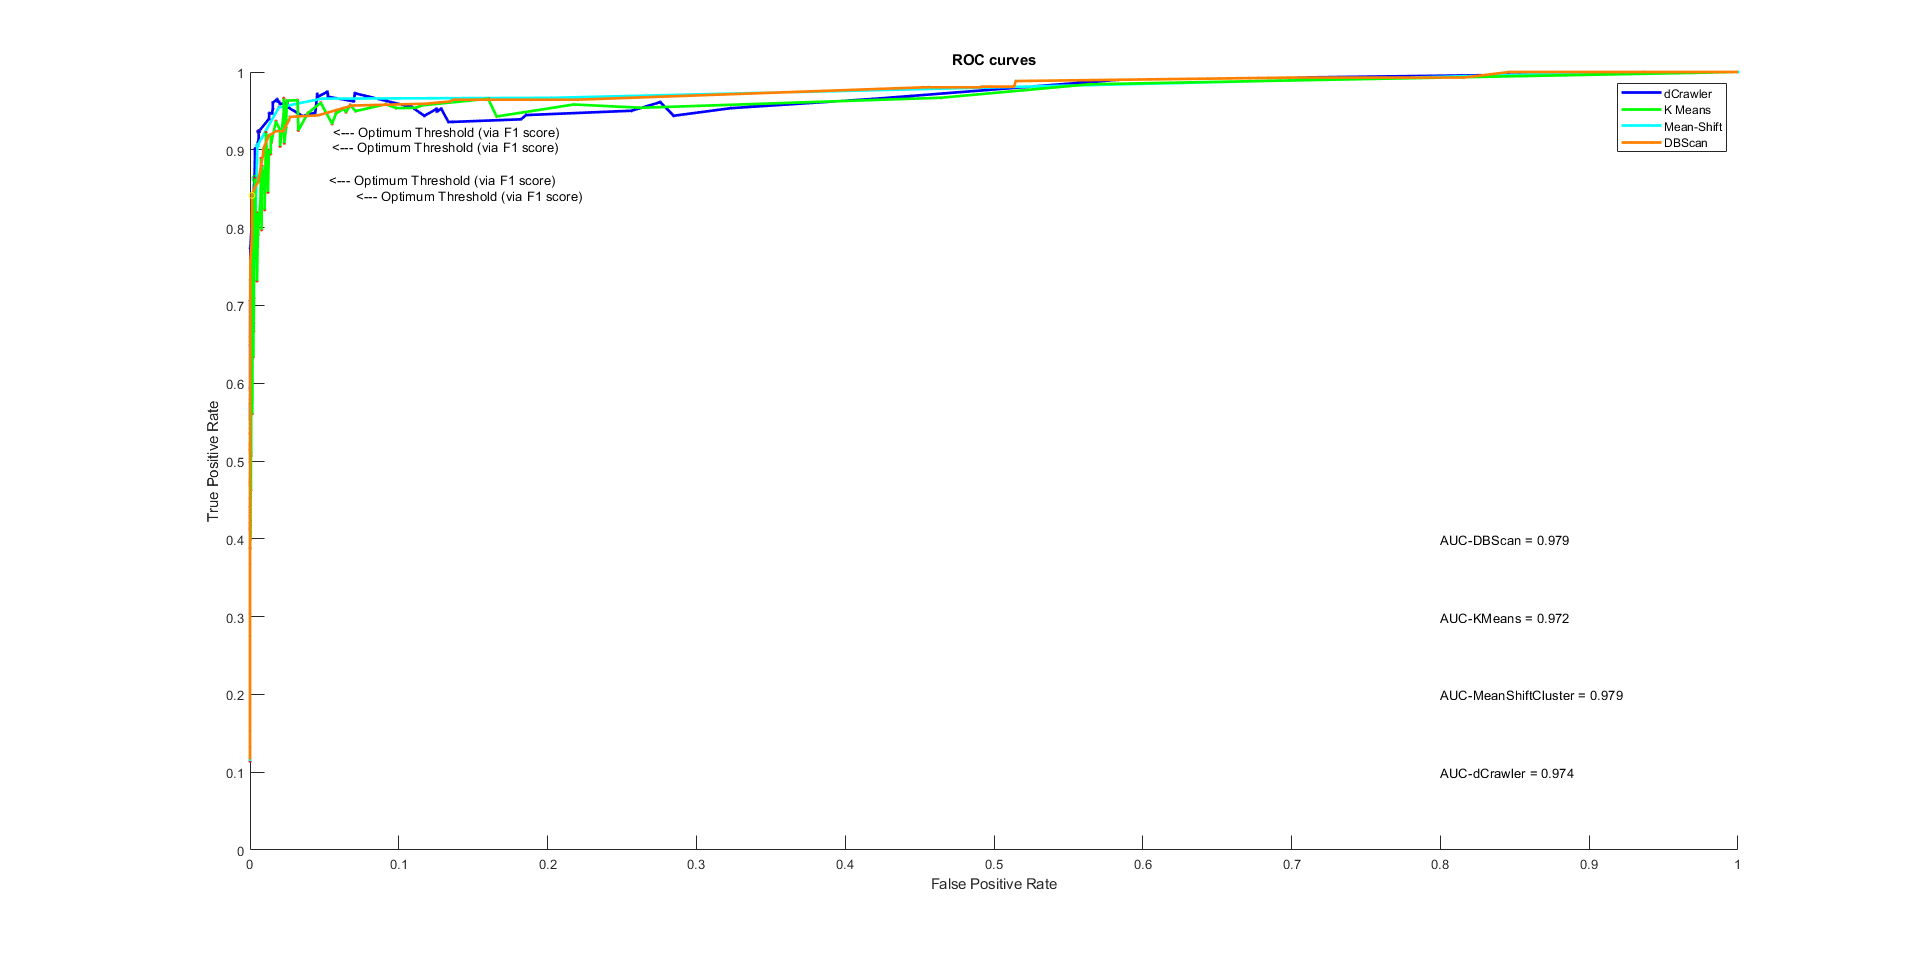 ROC curves
1
0.9
0.8
0.7
0.6
0.5
0.4
0.3
0.2
0.1
0
True Positive Rate
<--- Optimum Threshold (via F1 score)
<--- Optimum Threshold (via F1 score)
<--- Optimum Threshold (via F1 score)
<--- Optimum Threshold (via F1 score)
dCrawler
K Means
Mean-Shift
DBScan
AUC-DBScan = 0.979
AUC-KMeans = 0.972
AUC-MeanShiftCluster = 0.979
AUC-dCrawler = 0.974
0 0.1 0.2 0.3 0.4 0.5 0.6 0.7 0.8 0.9 1
False Positive Rate